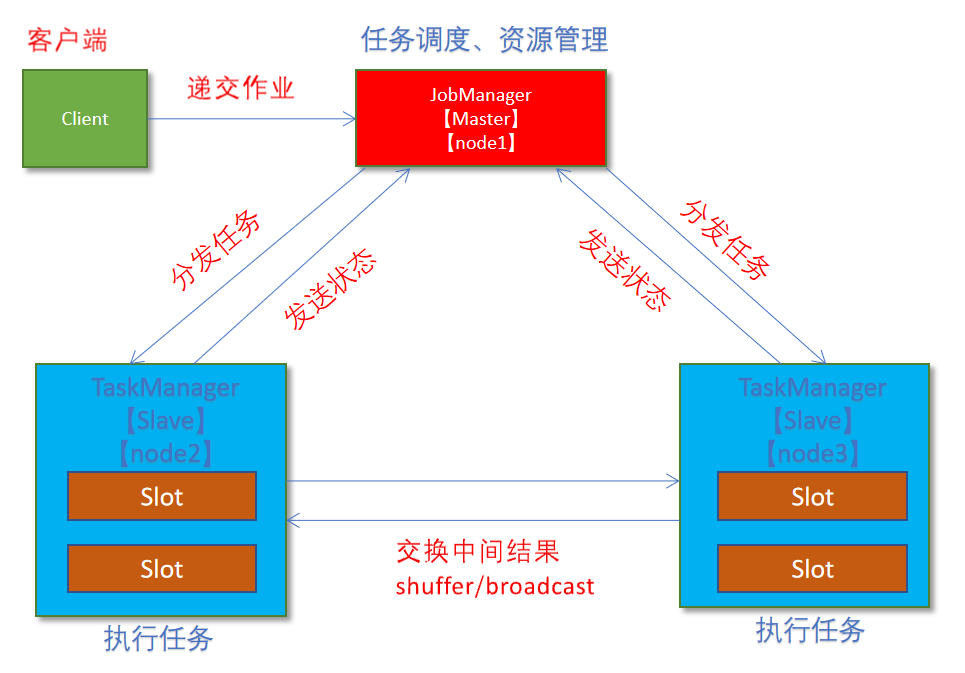 客户端
任务调度、资源管理
Client
递交作业
JobManager
【Master】
【node1】
分发任务
发送状态
发送状态
分发任务
TaskManager
【Slave】
【node2】
Slot
Slot
执行任务
交换中间结果
shuffer/broadcast
TaskManager
【Slave】
【node3】
Slot
Slot
执行任务